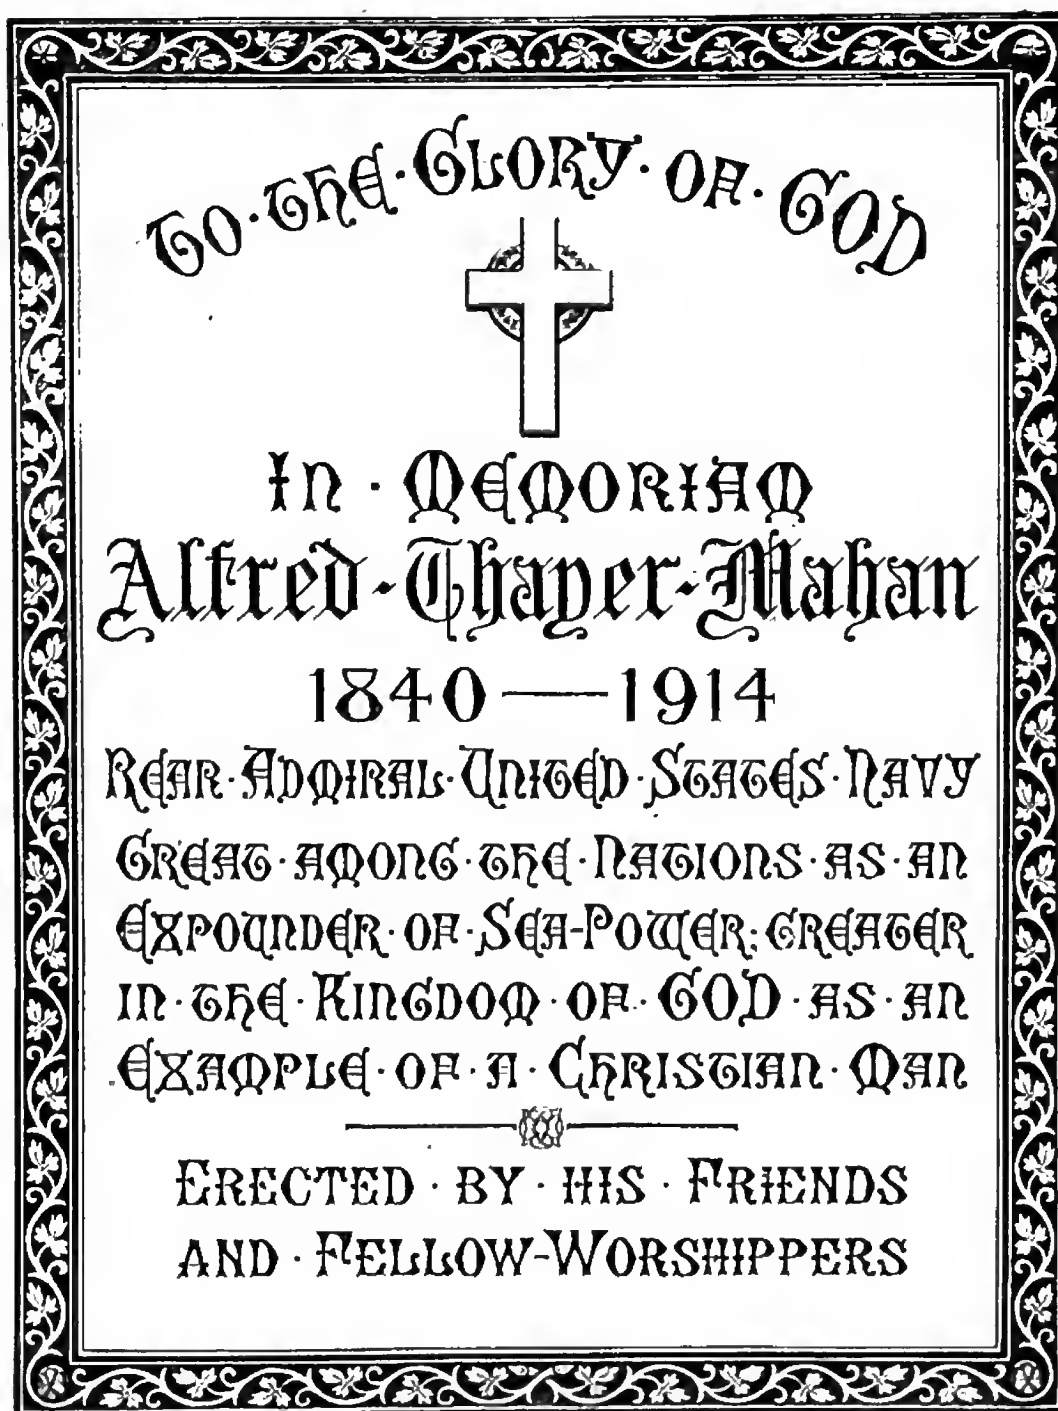 To·the·Glory·of·GOD
In·Memoriam
Alfred·Thayer·Mahan
1840—1914
Rear·Admiral·United·States·Navy
Great·among·the·Nations·as·an
Expounder·of·Sea-Power; greater
in·the·Kingdom·of·GOD·as·an
Example·of·a·Christian·Man
Erected·by·his·Friends
and·Fellow-Worshippers